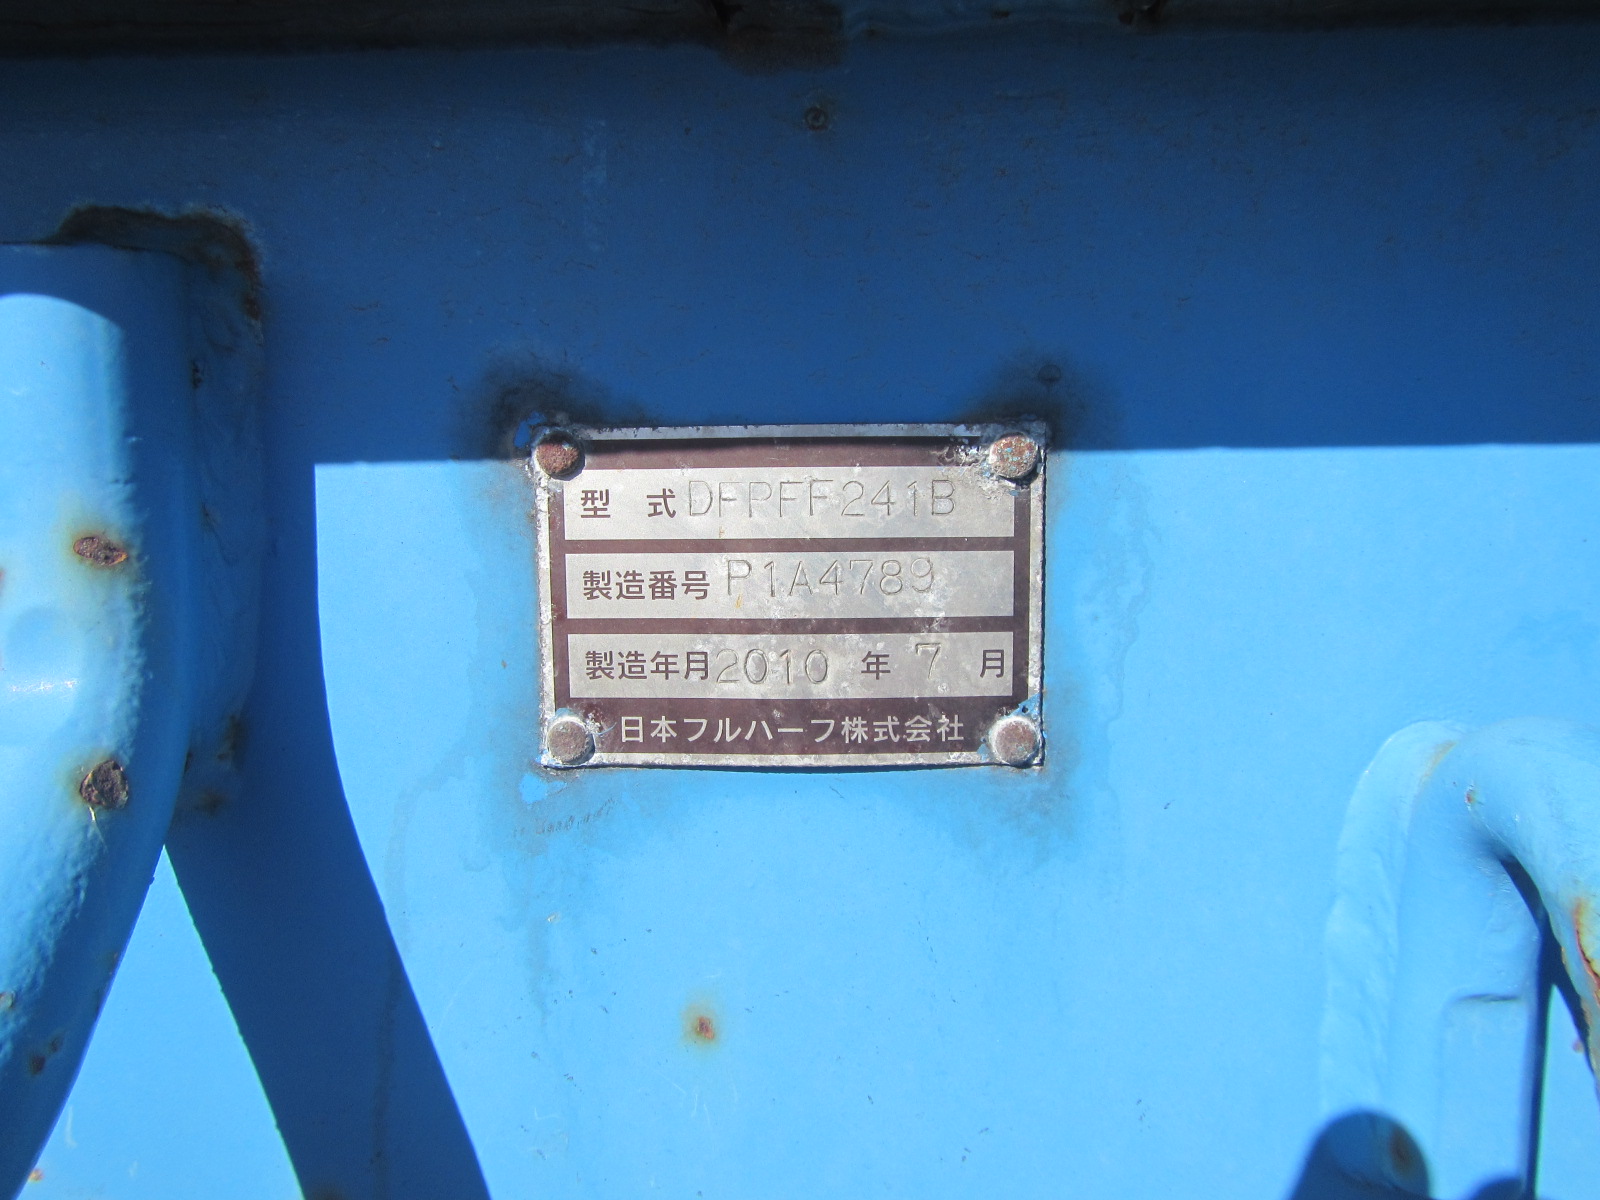 型 式 DFPFF241B
製造番号 P1A4789
製造年月 2010 年 7 月
日本フルハーフ株式会社